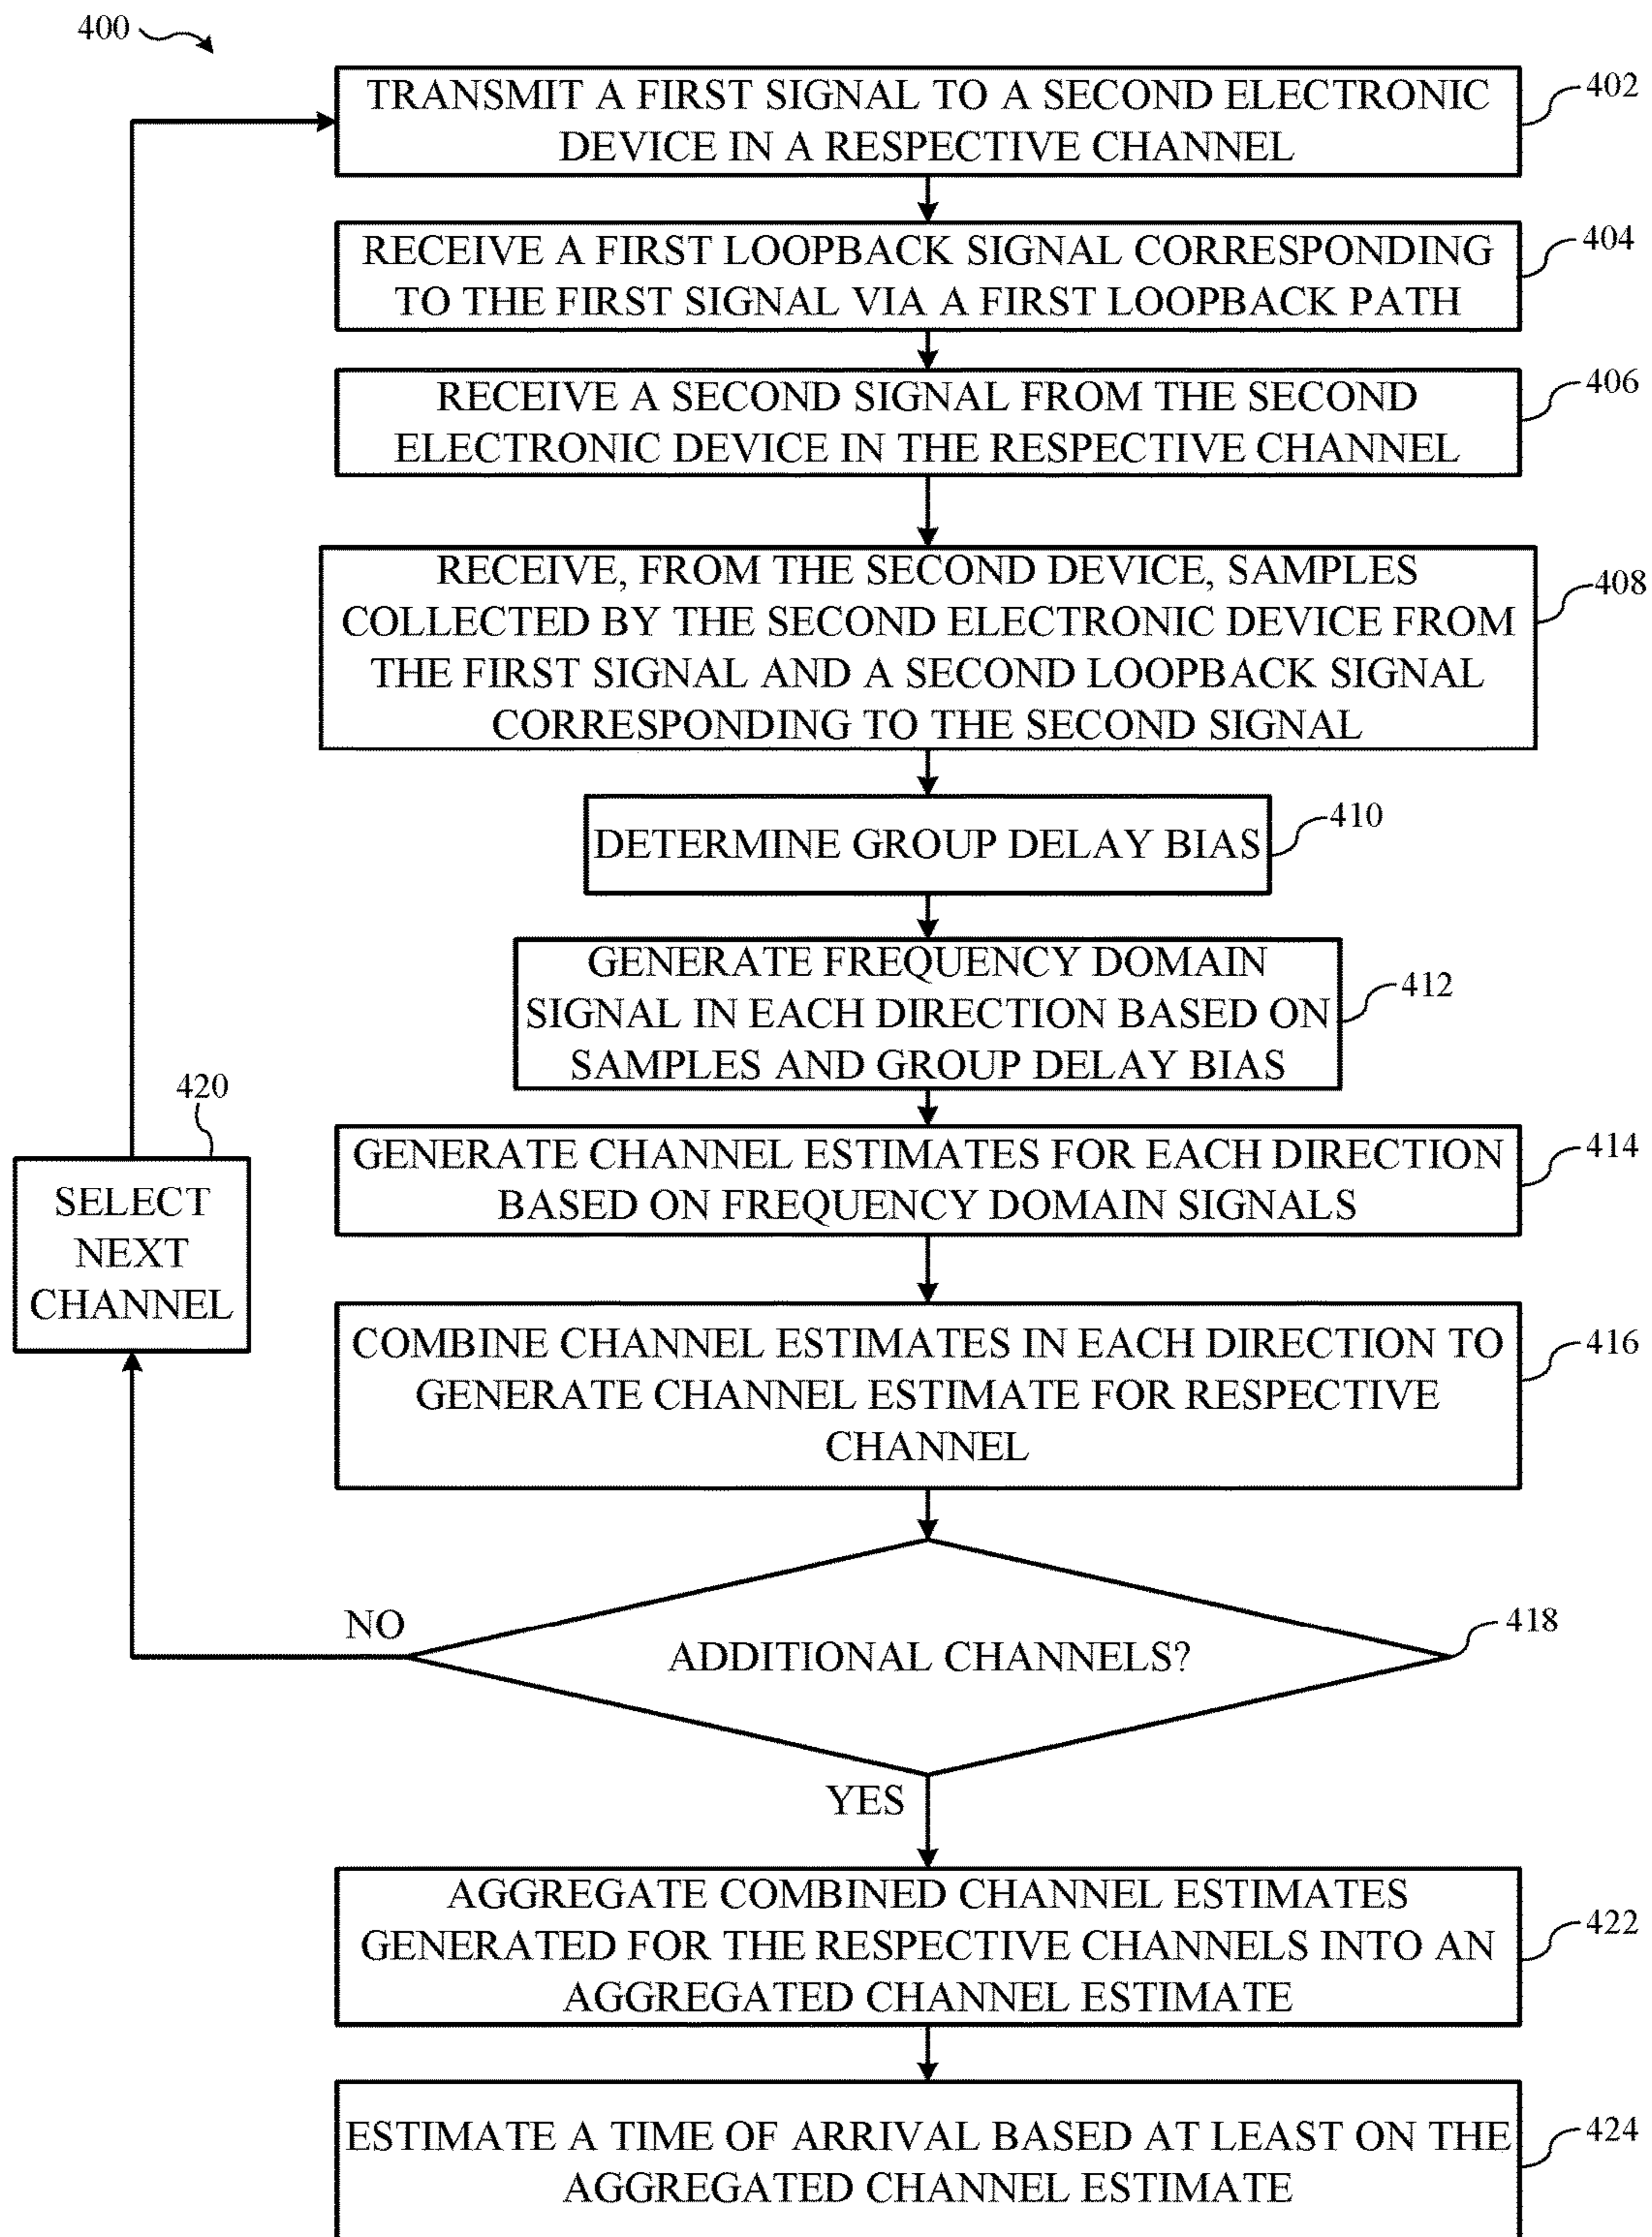 400
TRANSMIT A FIRST SIGNAL TO A SECOND ELECTRONIC
DEVICE IN A RESPECTIVE CHANNEL
402
RECEIVE A FIRST LOOPBACK SIGNAL CORRESPONDING
TO THE FIRST SIGNAL VIA A FIRST LOOPBACK PATH
404
RECEIVE A SECOND SIGNAL FROM THE SECOND
ELECTRONIC DEVICE IN THE RESPECTIVE CHANNEL
406
RECEIVE, FROM THE SECOND DEVICE, SAMPLES
COLLECTED BY THE SECOND ELECTRONIC DEVICE FROM
THE FIRST SIGNAL AND A SECOND LOOPBACK SIGNAL
CORRESPONDING TO THE SECOND SIGNAL
408
DETERMINE GROUP DELAY BIAS
410
GENERATE FREQUENCY DOMAIN
SIGNAL IN EACH DIRECTION BASED ON
SAMPLES AND GROUP DELAY BIAS
412
GENERATE CHANNEL ESTIMATES FOR EACH DIRECTION
BASED ON FREQUENCY DOMAIN SIGNALS
414
420
SELECT
NEXT
CHANNEL
COMBINE CHANNEL ESTIMATES IN EACH DIRECTION TO
GENERATE CHANNEL ESTIMATE FOR RESPECTIVE
CHANNEL
416
NO
ADDITIONAL CHANNELS?
418
YES
AGGREGATE COMBINED CHANNEL ESTIMATES
GENERATED FOR THE RESPECTIVE CHANNELS INTO AN
AGGREGATED CHANNEL ESTIMATE
422
ESTIMATE A TIME OF ARRIVAL BASED AT LEAST ON THE
AGGREGATED CHANNEL ESTIMATE
424